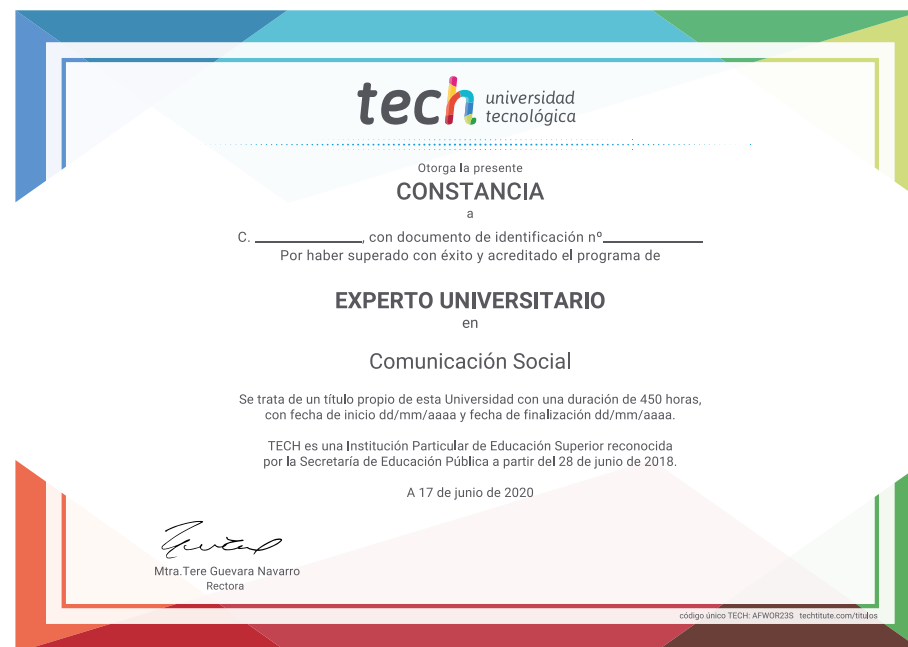 tech universidad
tecnológica
Otorga la presente
CONSTANCIA
a
C. ____________, con documento de identificación nº____________
Por haber superado con éxito y acreditado el programa de
EXPERTO UNIVERSITARIO
en
Comunicación Social
Se trata de un título propio de esta Universidad con una duración de 450 horas,
con fecha de inicio dd/mm/aaaa y fecha de finalización dd/mm/aaaa.
TECH es una Institución Particular de Educación Superior reconocida
por la Secretaría de Educación Pública a partir del 28 de junio de 2018.
A 17 de junio de 2020
Mtra.Tere Guevara Navarro
Rectora
código único TECH: AFWOR23S techtitute.com/titulos